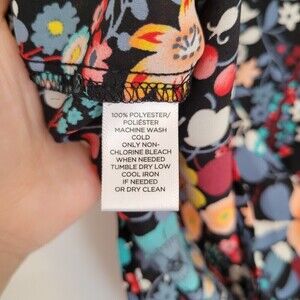 100% POLYESTER/
POLIÉSTER
MACHINE WASH
COLD
ONLY NON-
CHLORINE BLEACH
WHEN NEEDED
TUMBLE DRY LOW
COOL IRON
IF NEEDED
OR DRY CLEAN